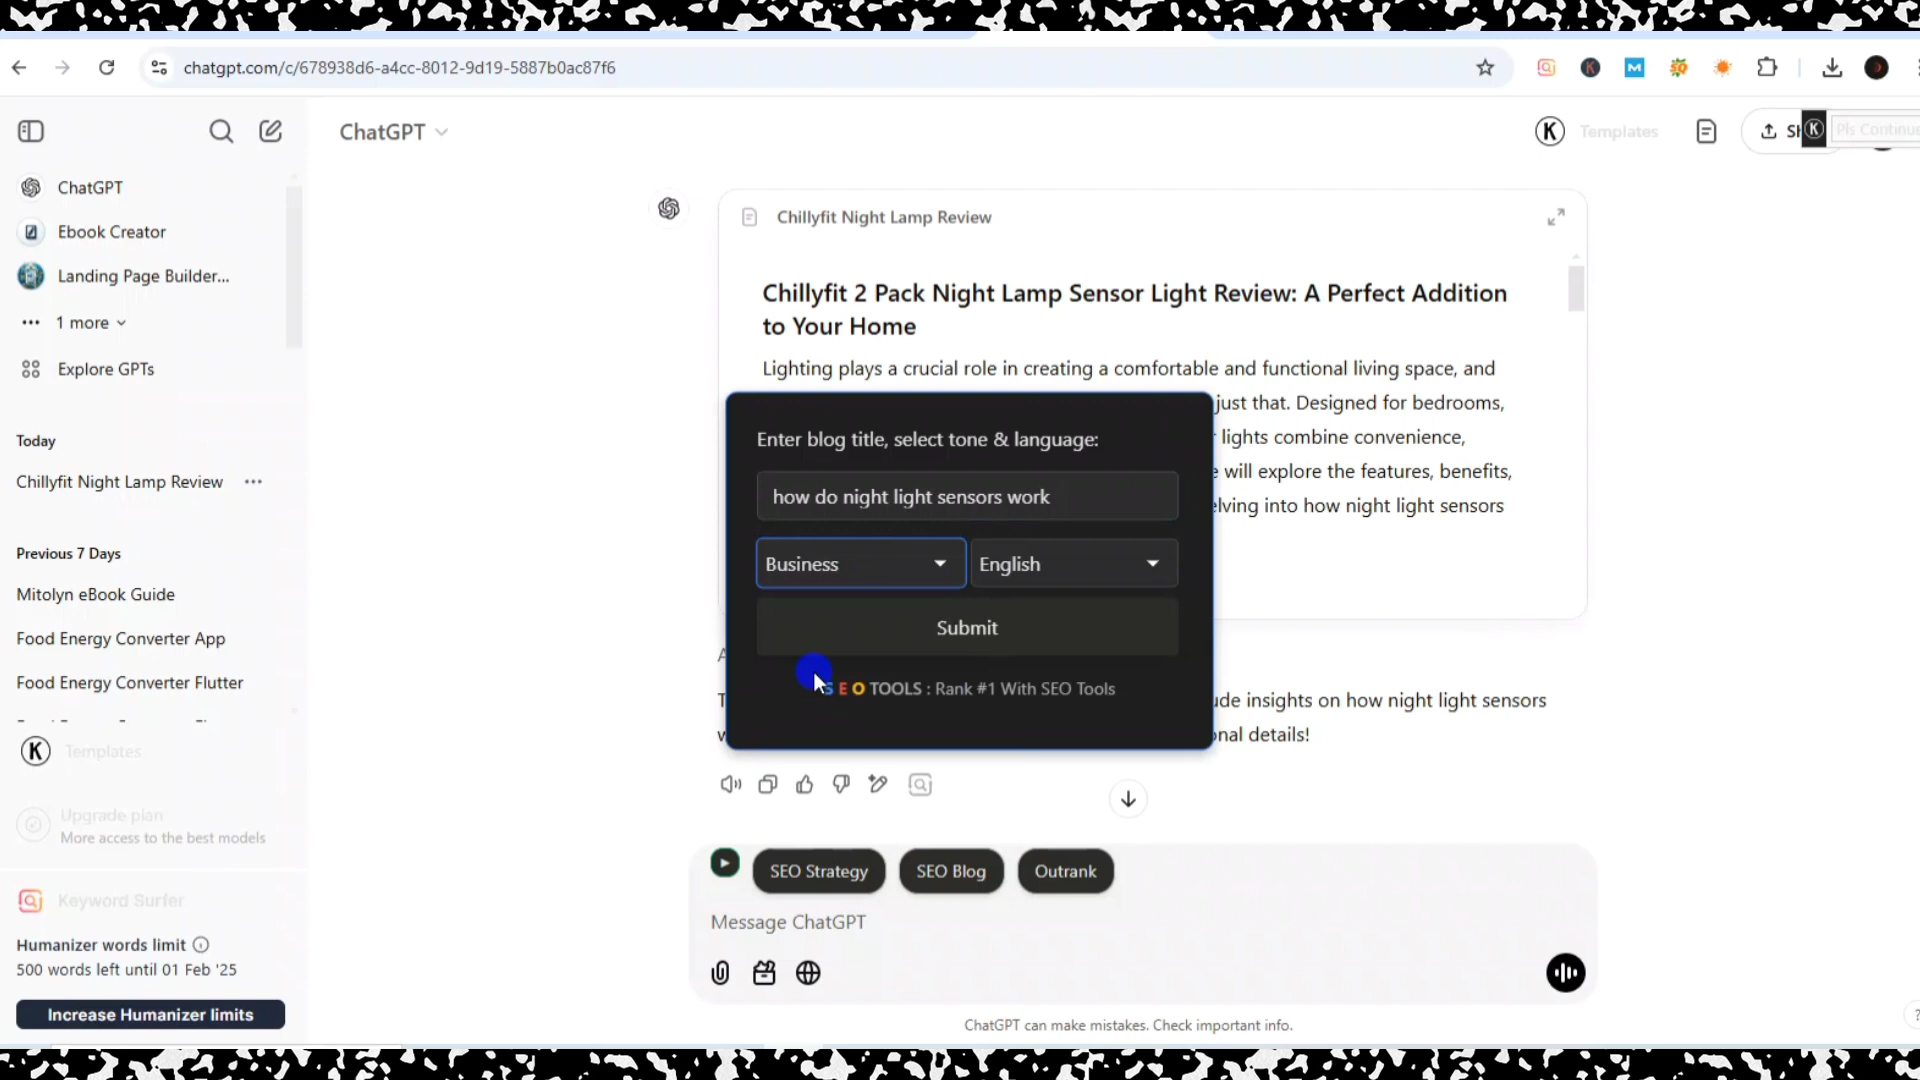 chatgpt.com/c/678938d6-a4cc-8012-9d19-5887b0ac87f6
ChatGPT
K Templates
Sh
K Pls Continue
ChatGPT
Ebook Creator
Landing Page Builder...
1 more
Explore GPTs
Today
Chillyfit Night Lamp Review
Previous 7 Days
Mitolyn eBook Guide
Food Energy Converter App
Food Energy Converter Flutter
K Templates
Upgrade plan
More access to the best models
Keyword Surfer
Humanizer words limit
500 words left until 01 Feb '25
Increase Humanizer limits
Chillyfit Night Lamp Review
Chillyfit 2 Pack Night Lamp Sensor Light Review: A Perfect Addition
to Your Home
Lighting plays a crucial role in creating a comfortable and functional living space, and
just that. Designed for bedrooms,
lights combine convenience,
will explore the features, benefits,
elving into how night light sensors
Enter blog title, select tone & language:
how do night light sensors work
Business English
Submit
SEO TOOLS : Rank #1 With SEO Tools
ude insights on how night light sensors
onal details!
SEO Strategy SEO Blog Outrank
Message ChatGPT
ChatGPT can make mistakes. Check important info.
?